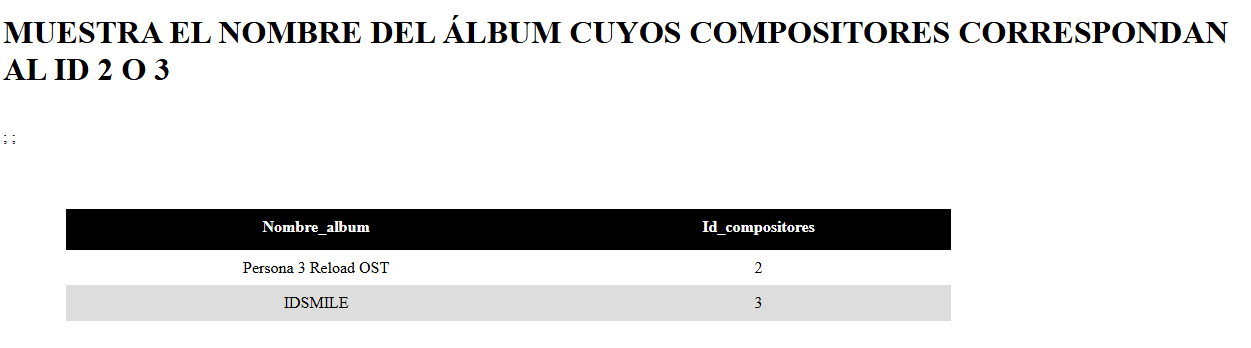 MUESTRA EL NOMBRE DEL ÁLBUM CUYOS COMPOSITORES CORRESPONDAN
AL ID 2 O 3
; ;
Nombre_album Id_compositores
Persona 3 Reload OST 2
IDSMILE 3